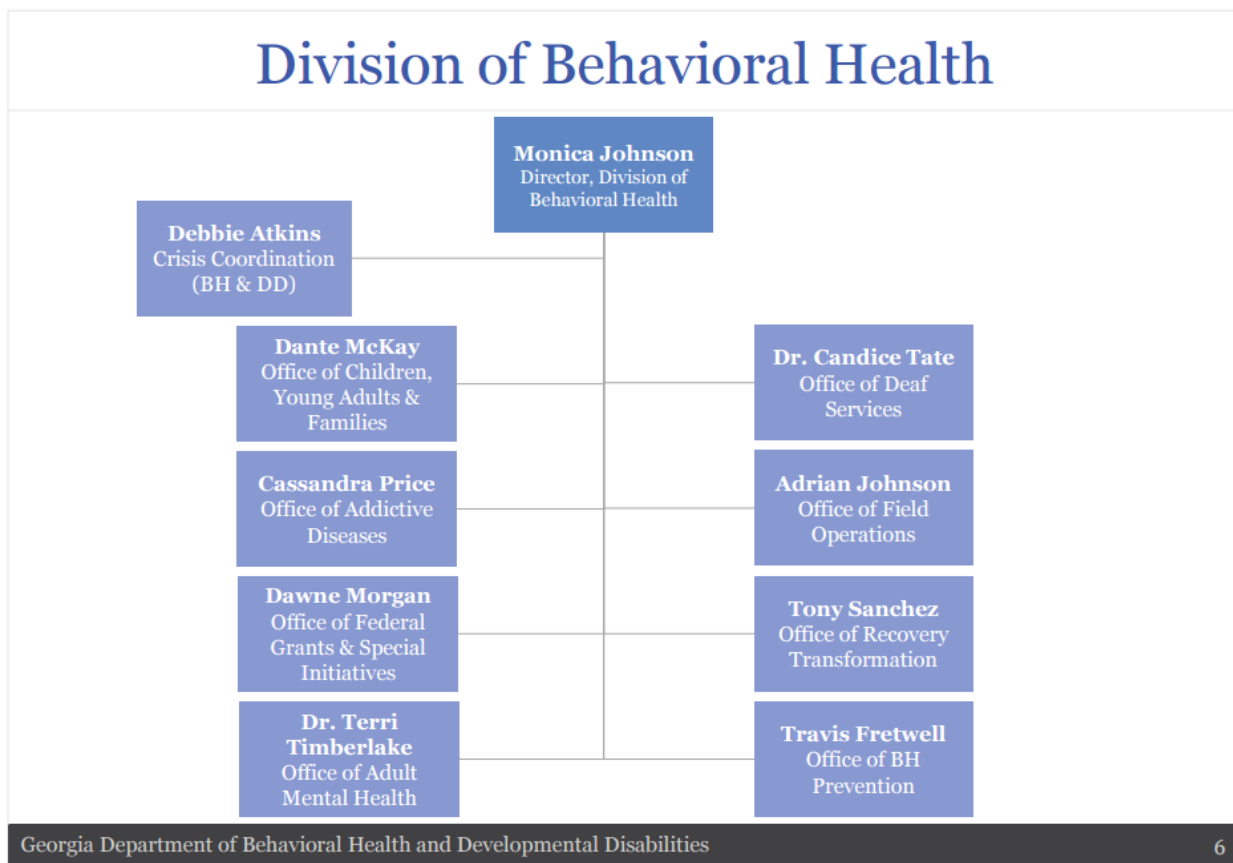 Division of Behavioral Health
Monica Johnson
Director, Division of
Behavioral Health
Debbie Atkins
Crisis Coordination
(BH & DD)
Dante McKay
Office of Children,
Young Adults &
Families
Dr. Candice Tate
Office of Deaf
Services
Cassandra Price
Office of Addictive
Diseases
Adrian Johnson
Office of Field
Operations
Dawne Morgan
Office of Federal
Grants & Special
Initiatives
Tony Sanchez
Office of Recovery
Transformation
Dr. Terri
Timberlake
Office of Adult
Mental Health
Travis Fretwell
Office of BH
Prevention
Georgia Department of Behavioral Health and Developmental Disabilities
6